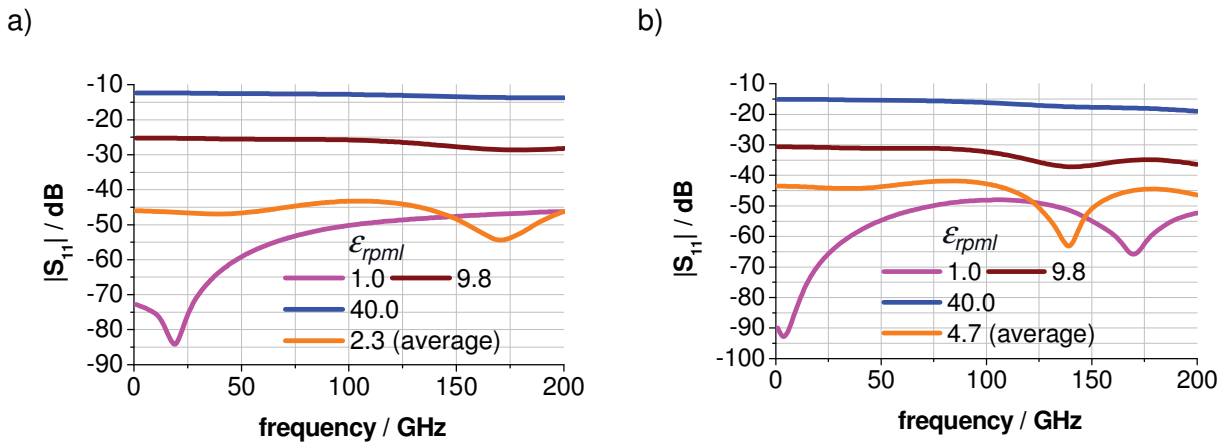 a)
|S11| / dB
-10
-20
-30
-40
-50
-60
-70
-80
-90
εrpml
1.0 9.8
40.0
2.3 (average)
0 50 100 150 200
frequency / GHz
b)
|S11| / dB
-10
-20
-30
-40
-50
-60
-70
-80
-90
-100
εrpml
1.0 9.8
40.0
4.7 (average)
0 50 100 150 200
frequency / GHz